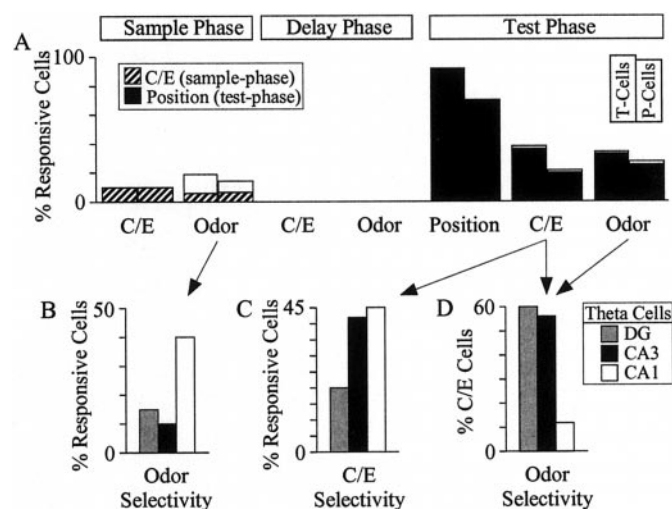 Sample Phase Delay Phase Test Phase
A
100
% Responsive Cells
0
C/E (sample-phase)
Position (test-phase)
T-Cells
P-Cells
C/E Odor C/E Odor Position C/E Odor
B
50
% Responsive Cells
0
Odor
Selectivity
C
45
% Responsive Cells
0
C/E
Selectivity
D
60
% C/E Cells
0
Odor
Selectivity
Theta Cells
DG
CA3
CA1